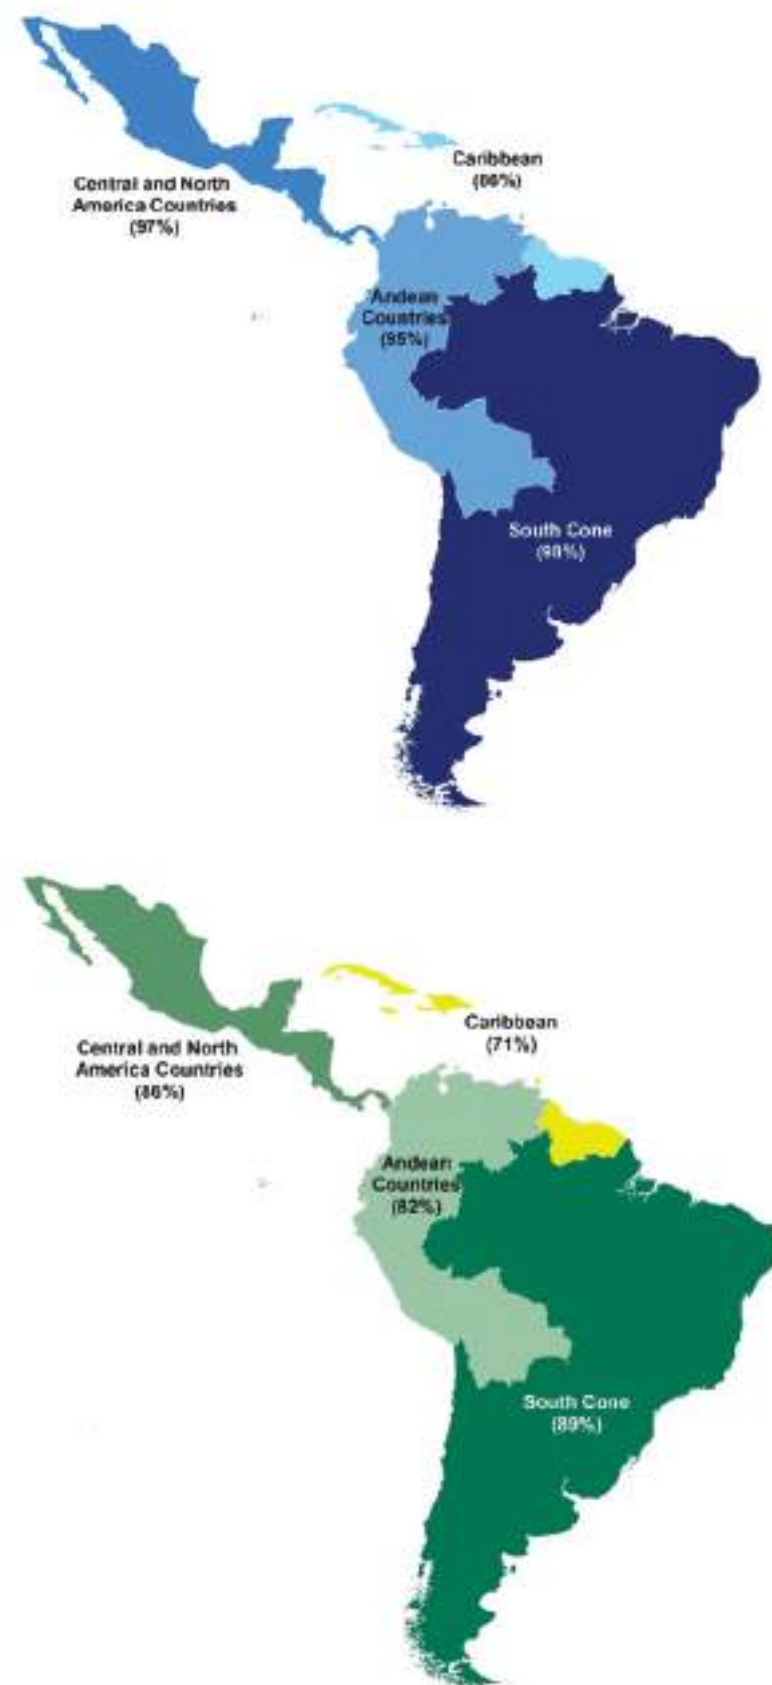 Caribbean
(86%)
Central and North
America Countries
(97%)
Andean
Countries
(95%)
South Cone
(98%)
Caribbean
(71%)
Central and North
America Countries
(86%)
Andean
Countries
(82%)
South Cone
(89%)